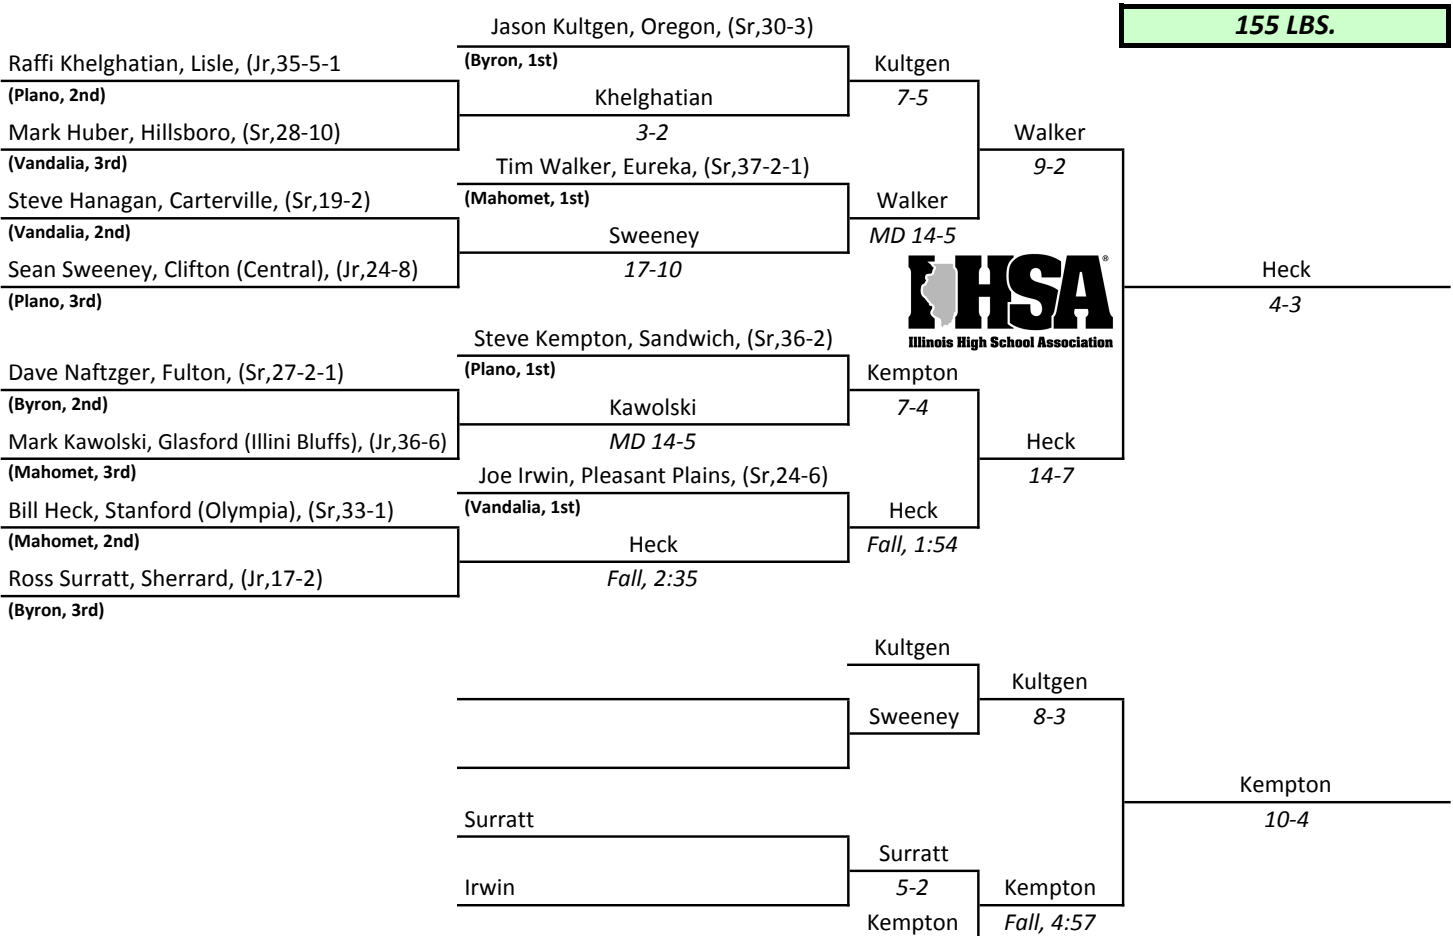 Jason Kultgen, Oregon, (Sr,30-3)
155 LBS.
Raffi Khelghatian, Lisle, (Jr,35-5-1
(Byron, 1st)
Kultgen
(Plano, 2nd)
Khelghatian
7-5
Mark Huber, Hillsboro, (Sr,28-10)
3-2
Walker
(Vandalia, 3rd)
Tim Walker, Eureka, (Sr,37-2-1)
9-2
Steve Hanagan, Carterville, (Sr,19-2)
(Mahomet, 1st)
Walker
(Vandalia, 2nd)
Sweeney
MD 14-5
Sean Sweeney, Clifton (Central), (Jr,24-8)
17-10
IHSA®
Heck
(Plano, 3rd)
4-3
Steve Kempton, Sandwich, (Sr,36-2)
Illinois High School Association
Dave Naftzger, Fulton, (Sr,27-2-1)
(Plano, 1st)
Kempton
(Byron, 2nd)
Kawolski
7-4
Mark Kawolski, Glasford (Illini Bluffs), (Jr,36-6)
MD 14-5
Heck
(Mahomet, 3rd)
Joe Irwin, Pleasant Plains, (Sr,24-6)
14-7
Bill Heck, Stanford (Olympia), (Sr,33-1)
(Vandalia, 1st)
Heck
(Mahomet, 2nd)
Heck
Fall, 1:54
Ross Surratt, Sherrard, (Jr,17-2)
Fall, 2:35
(Byron, 3rd)
Kultgen
Kultgen
Sweeney
8-3
Kempton
Surratt
10-4
Surratt
Irwin
5-2
Kempton
Kempton
Fall, 4:57